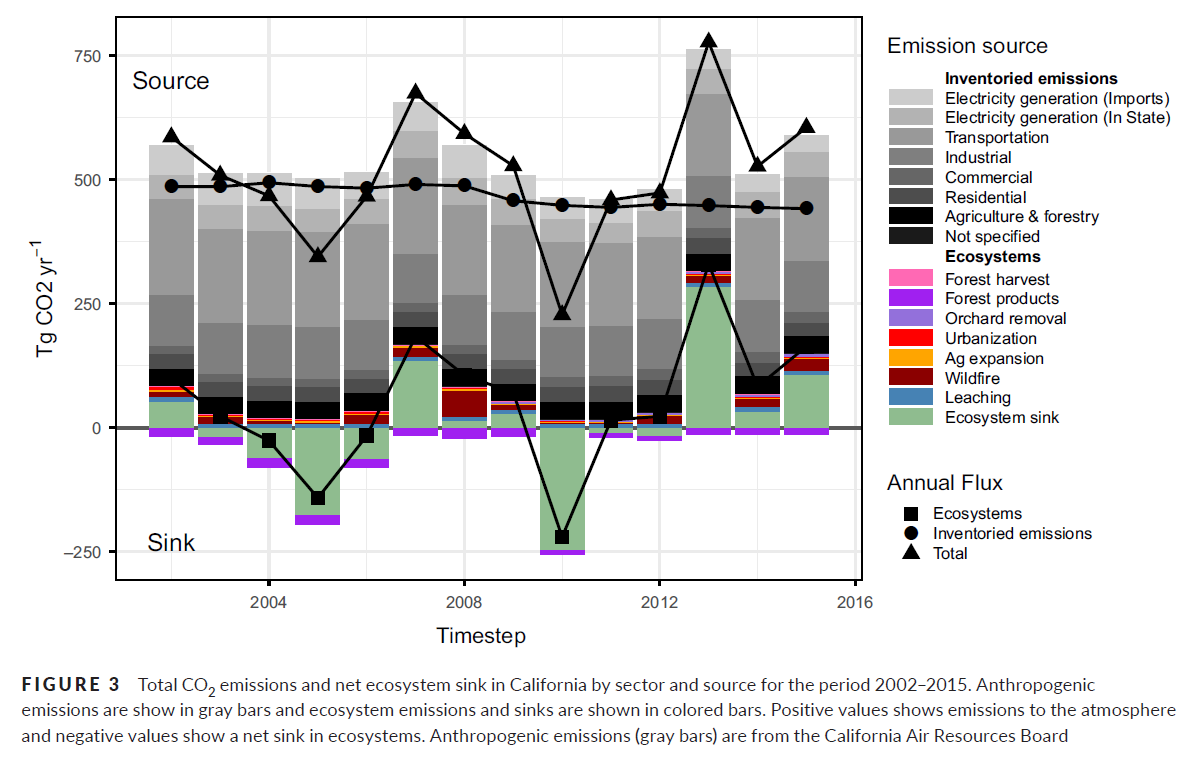 Source
Sink
750
500
250
0
−250
Tg CO2 yr−1
2004
2008
2012
2016
Timestep
Emission source
Inventoried emissions
Electricity generation (Imports)
Electricity generation (In State)
Transportation
Industrial
Commercial
Residential
Agriculture & forestry
Not specified
Ecosystems
Forest harvest
Forest products
Orchard removal
Urbanization
Ag expansion
Wildfire
Leaching
Ecosystem sink
Annual Flux
Ecosystems
Inventoried emissions
Total
FIGURE 3 Total CO2 emissions and net ecosystem sink in California by sector and source for the period 2002–2015. Anthropogenic
emissions are show in gray bars and ecosystem emissions and sinks are shown in colored bars. Positive values shows emissions to the atmosphere
and negative values show a net sink in ecosystems. Anthropogenic emissions (gray bars) are from the California Air Resources Board